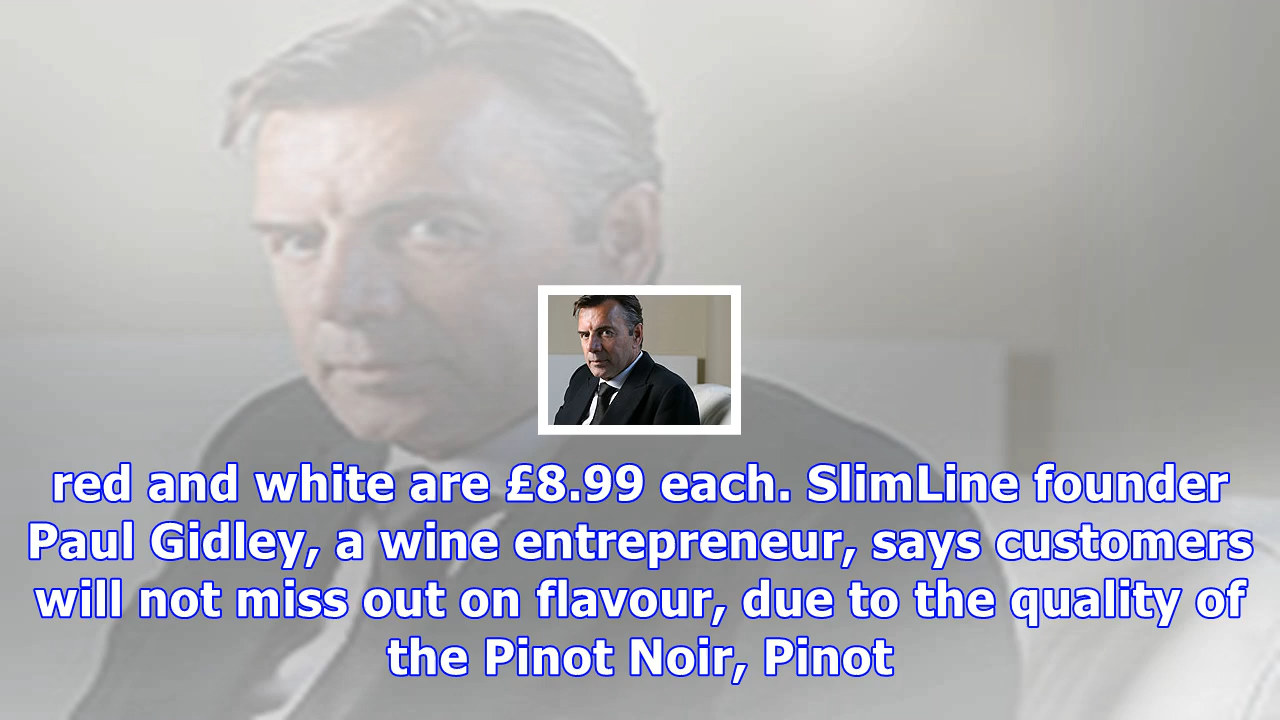 red and white are £8.99 each. SlimLine founder
Paul Gidley, a wine entrepreneur, says customers
will not miss out on flavour, due to the quality of
the Pinot Noir, Pinot